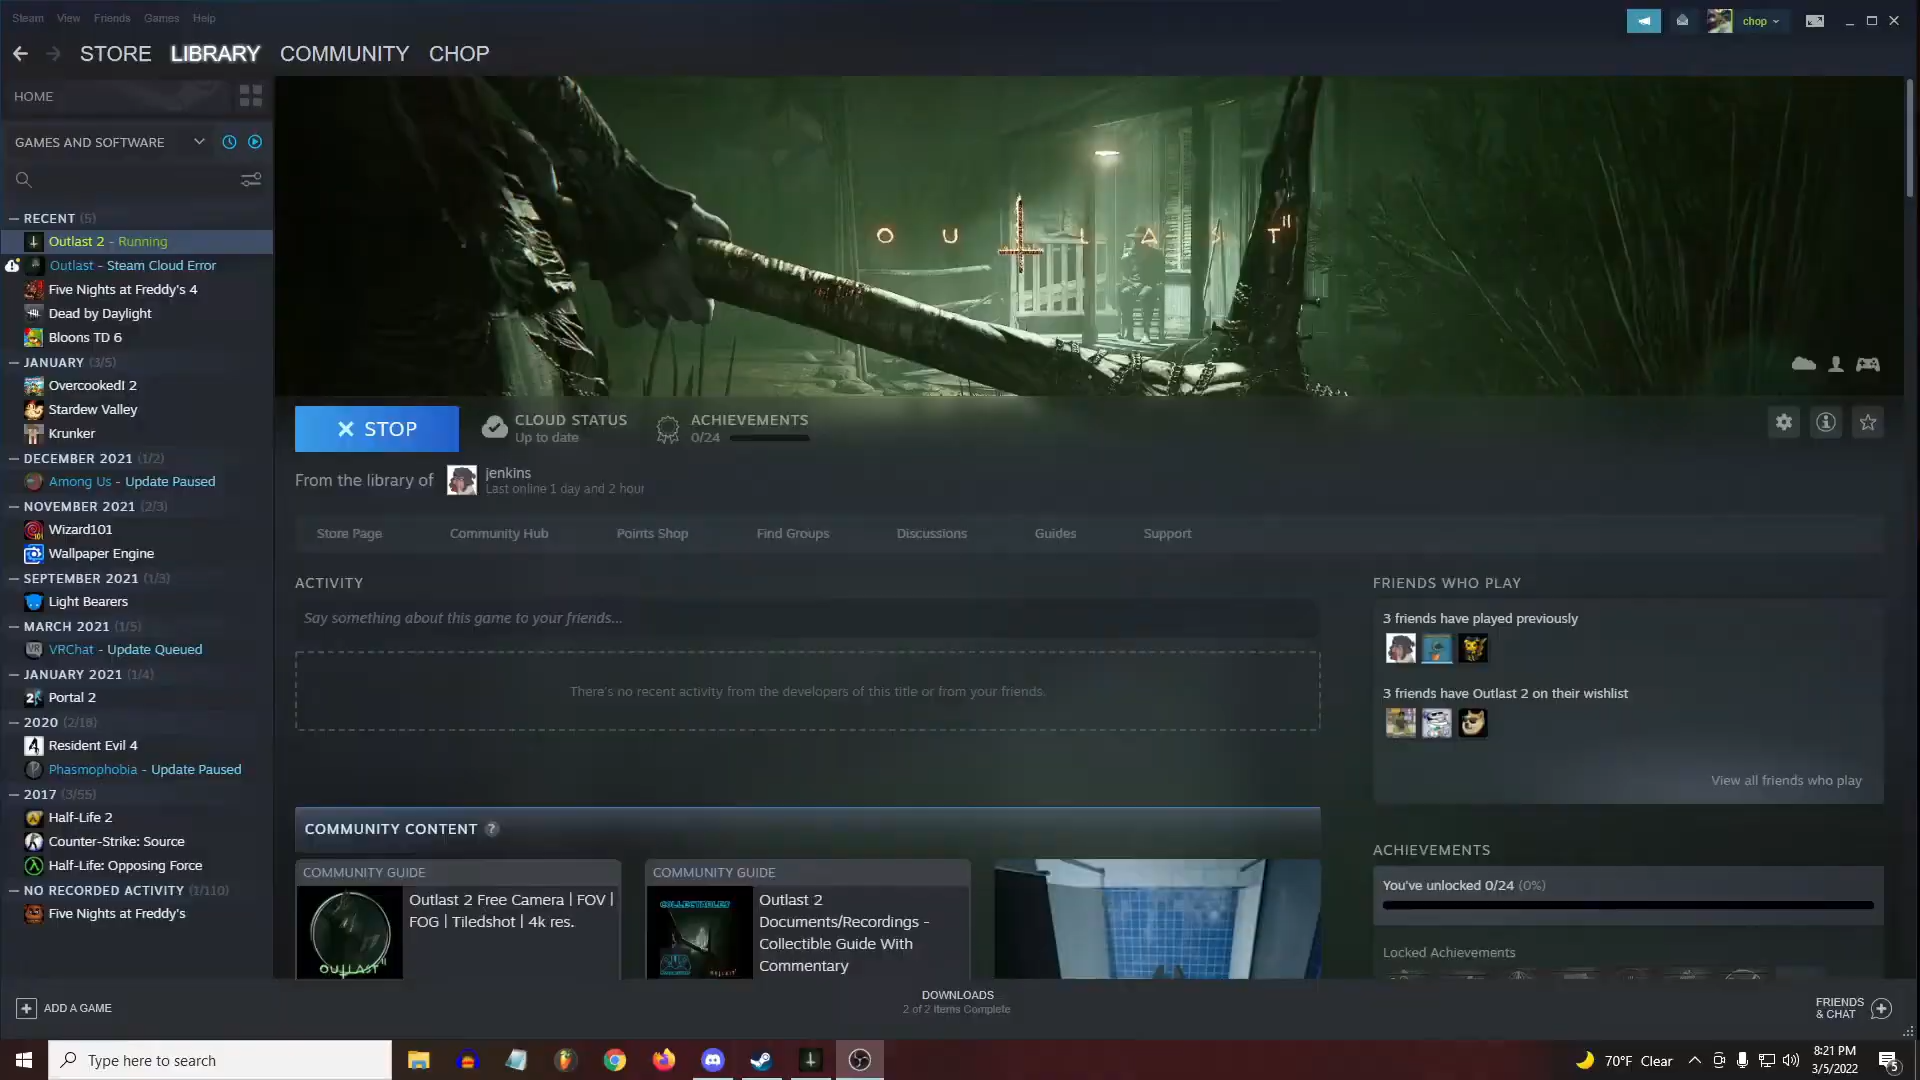 Steam View Friends Games Help
chop
STORE LIBRARY COMMUNITY CHOP
HOME
GAMES AND SOFTWARE
RECENT (5)
Outlast 2 - Running
Outlast - Steam Cloud Error
Five Nights at Freddy's 4
Dead by Daylight
Bloons TD 6
JANUARY (3/5)
Overcooked! 2
Stardew Valley
Krunker
DECEMBER 2021 (1/2)
Among Us - Update Paused
NOVEMBER 2021 (2/3)
Wizard101
Wallpaper Engine
SEPTEMBER 2021 (1/3)
Light Bearers
MARCH 2021 (1/5)
VRChat - Update Queued
JANUARY 2021 (1/4)
Portal 2
2020 (2/18)
Resident Evil 4
Phasmophobia - Update Paused
2017 (3/55)
Half-Life 2
Counter-Strike: Source
Half-Life: Opposing Force
NO RECORDED ACTIVITY (1/110)
Five Nights at Freddy's
ADD A GAME
OUTLAST II
STOP
CLOUD STATUS
Up to date
ACHIEVEMENTS
0/24
From the library of
jenkins
Last online 1 day and 2 hour
Store Page Community Hub Points Shop Find Groups Discussions Guides Support
ACTIVITY
Say something about this game to your friends...
There's no recent activity from the developers of this title or from your friends.
COMMUNITY CONTENT ?
COMMUNITY GUIDE
Outlast 2 Free Camera | FOV |
FOG | Tiledshot | 4k res.
OUTLAST II
COMMUNITY GUIDE
COLLECTABLES
Outlast 2
Documents/Recordings -
Collectible Guide With
Commentary
FRIENDS WHO PLAY
3 friends have played previously
3 friends have Outlast 2 on their wishlist
View all friends who play
ACHIEVEMENTS
You've unlocked 0/24 (0%)
Locked Achievements
DOWNLOADS
2 of 2 Items Complete
FRIENDS
& CHAT
Type here to search
70°F Clear
8:21 PM
3/5/2022
5